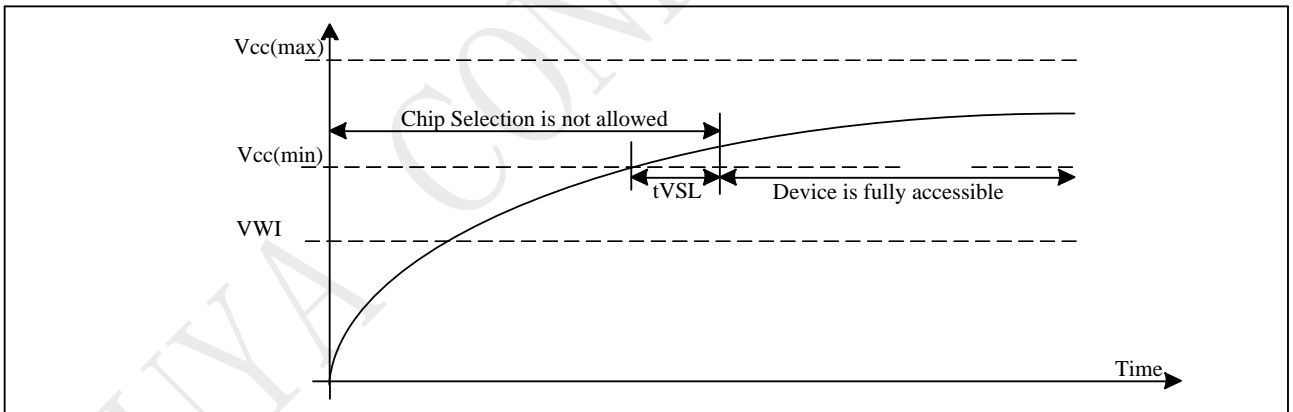 Vcc(max)
Chip Selection is not allowed
Vcc(min)
tVSL
Device is fully accessible
VWI
Time